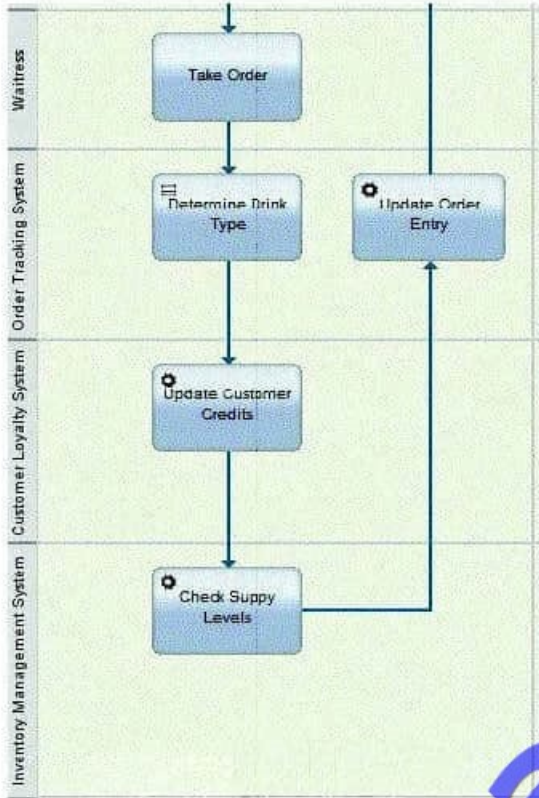 Waitress
Take Order
Order Tracking System
Determine Drink
Type
Update Order
Entry
Customer Loyalty System
Update Customer
Credits
Inventory Management System
Check Suppy
Levels